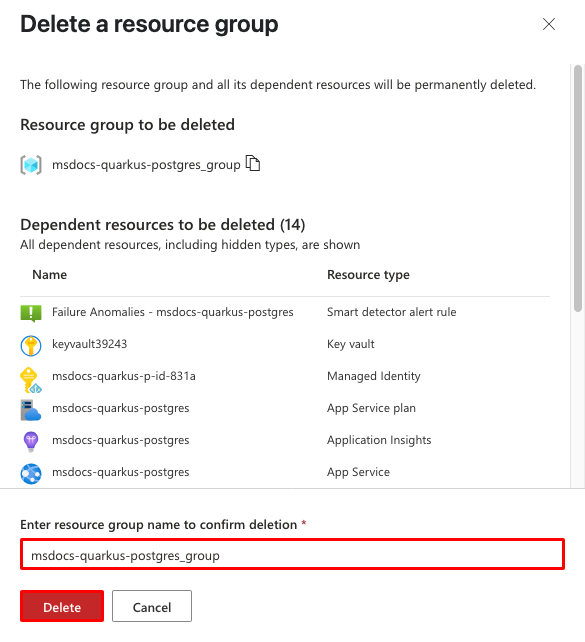 Delete a resource group
The following resource group and all its dependent resources will be permanently deleted.
Resource group to be deleted
msdocs-quarkus-postgres_group
Dependent resources to be deleted (14)
All dependent resources, including hidden types, are shown
Name Resource type
Failure Anomalies - msdocs-quarkus-postgres Smart detector alert rule
keyvault39243 Key vault
msdocs-quarkus-p-id-831a Managed Identity
msdocs-quarkus-postgres App Service plan
msdocs-quarkus-postgres Application Insights
msdocs-quarkus-postgres App Service
Enter resource group name to confirm deletion *
msdocs-quarkus-postgres_group
Delete Cancel